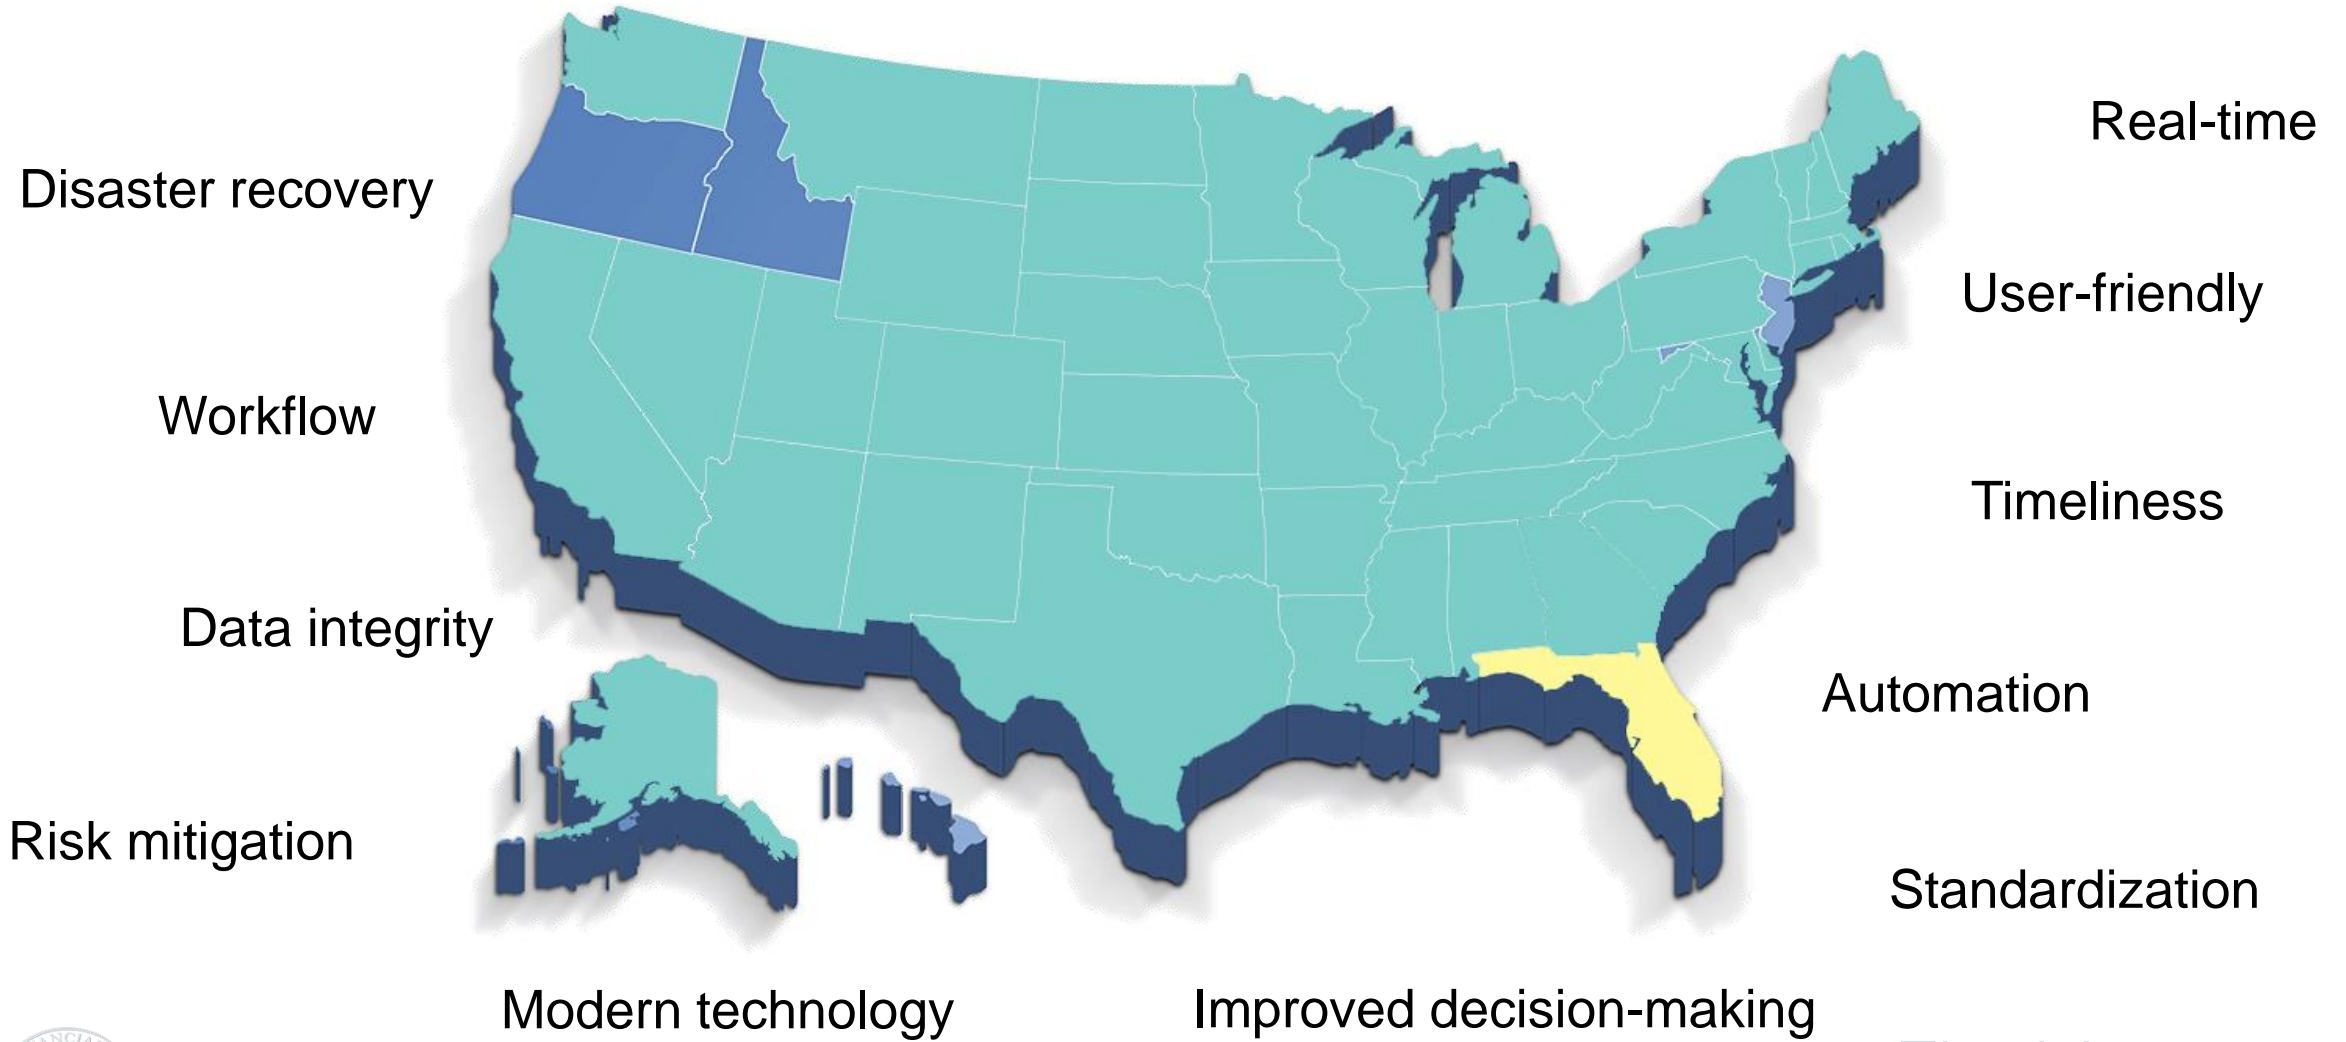 Real-time
Disaster recovery
User-friendly
Workflow
Timeliness
Data integrity
Automation
Risk mitigation
Standardization
Modern technology
Improved decision-making